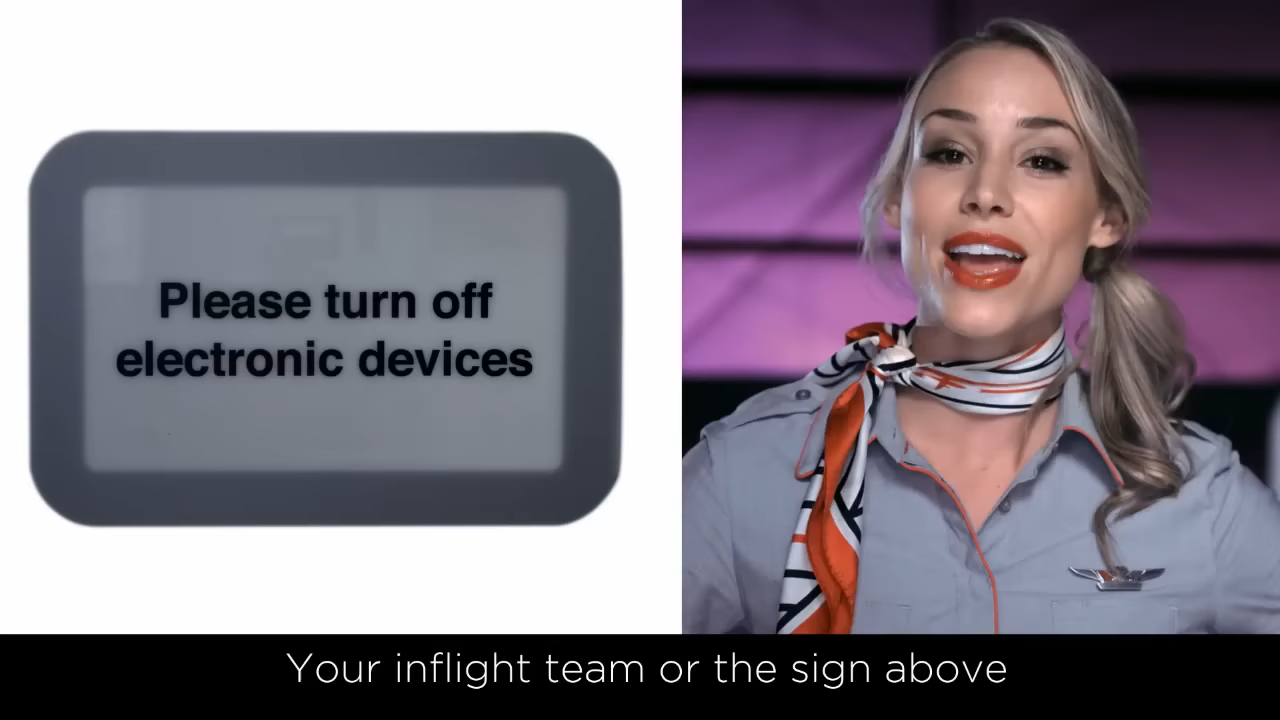 Please turn off
electronic devices
Your inflight team or the sign above